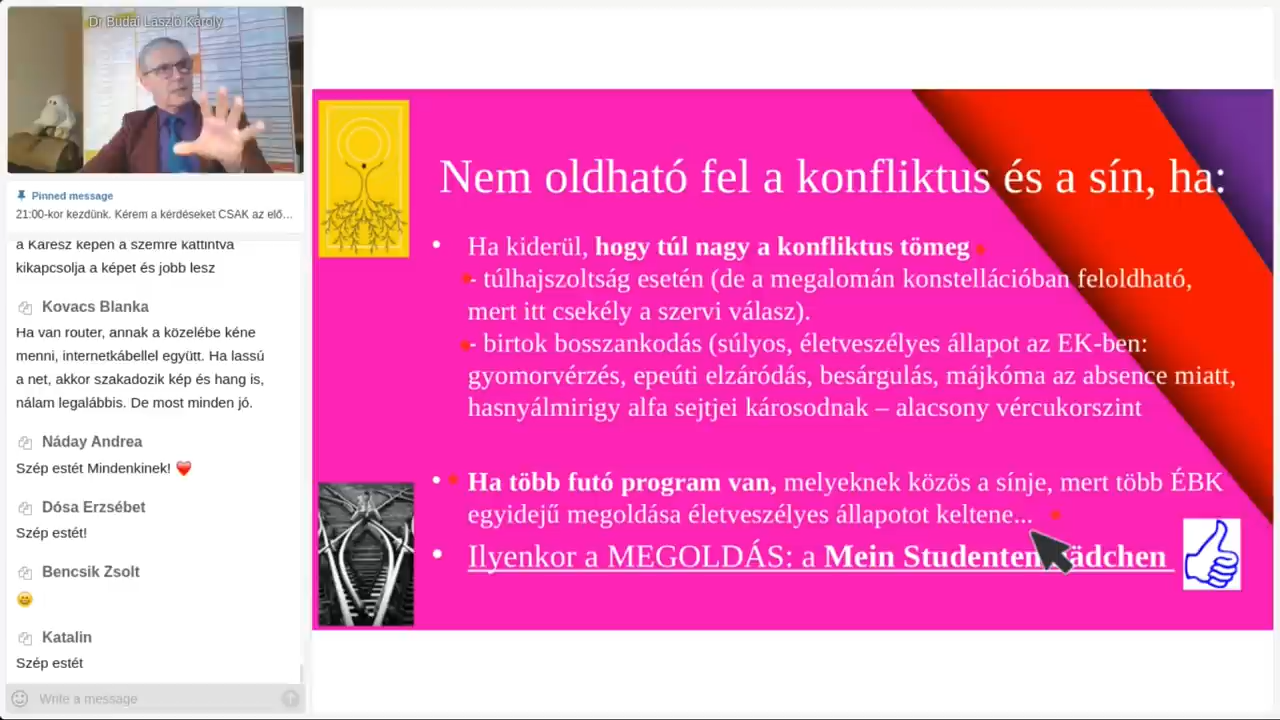 Dr Budai László Károly
Pinned message
21:00-kor kezdünk. Kérem a kérdéseket CSAK az elő...
a Karesz képen a szemre kattintva
kikapcsolja a képet és jobb lesz
Kovacs Blanka
Ha van router, annak a közelébe kéne
menni, internetkábellel együtt. Ha lassú
a net, akkor szakadozik kép és hang is,
nálam legalábbis. De most minden jó.
Náday Andrea
Szép estét Mindenkinek! ❤️
Dósa Erzsébet
Szép estét!
Bencsik Zsolt
😀
Katalin
Szép estét
Write a message
Nem oldható fel a konfliktus és a sín, ha:
• Ha kiderül, hogy túl nagy a konfliktus tömeg
- túlhajszoltság esetén (de a megalomán konstellációban feloldható,
mert itt csekély a szervi válasz).
- birtok bosszankodás (súlyos, életveszélyes állapot az EK-ben:
gyomorvérzés, epeúti elzáródás, besárgulás, májkóma az absence miatt,
hasnyálmirigy alfa sejtjei károsodnak – alacsony vércukorszint
• Ha több futó program van, melyeknek közös a sínje, mert több ÉBK
egyidejű megoldása életveszélyes állapotot keltene...
• Ilyenkor a MEGOLDÁS: a Mein